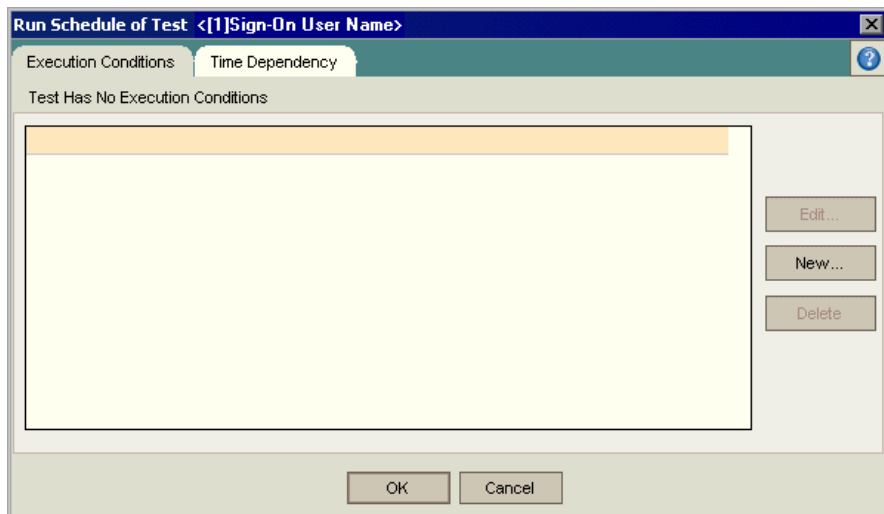 Run Schedule of Test <[1]Sign-On User Name>
Execution Conditions Time Dependency
Test Has No Execution Conditions
Edit...
New...
Delete
OK Cancel